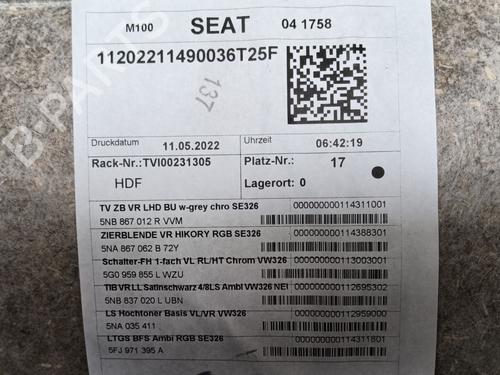 M100 SEAT 04 1758
11202211490036T25F
137
Druckdatum 11.05.2022 Uhrzeit 06:42:19
Rack-Nr.:TVI00231305 Platz-Nr.: 17
HDF Lagerort: 0
TV ZB VR LHD BU w-grey chro SE326 000000000114311001
5NB 867 012 R VVM
ZIERBLENDE VR HIKORY RGB SE326 000000000114388301
5NA 867 062 B 72Y
Schalter-FH 1-fach VL RL/HT Chrom VW326 000000000113003001
5G0 959 855 L WZU
TIB VR LL Satinschwarz 4/8LS Ambi VW326 NEI 000000000112695302
5NB 837 020 L UBN
LS Hochtoner Basis VL/VR VW326 000000000112959000
5NA 035 411
LTGS BFS Ambi RGB SE326 000000000114311801
5FJ 971 395 A